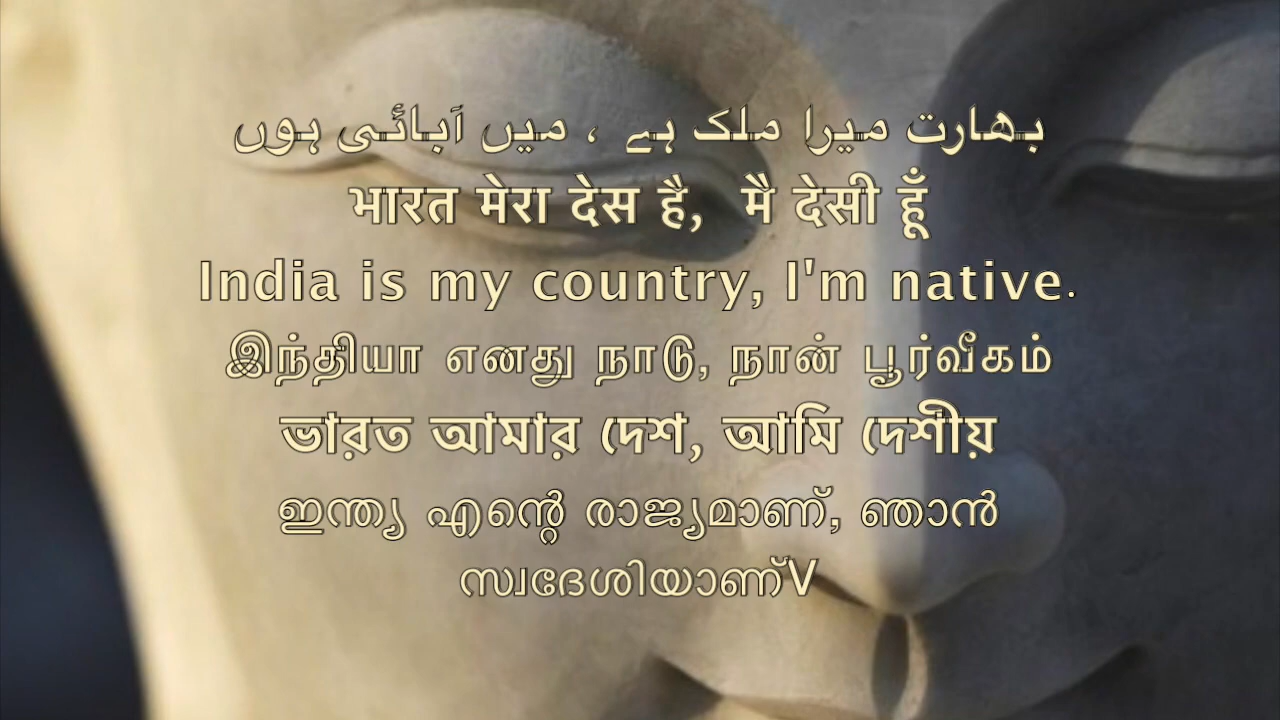 بھارت میرا ملک ہے ، میں آبائی ہوں
भारत मेरा देस है, मै देसी हूँ
India is my country, I'm native.
இந்தியா எனது நாடு, நான் பூர்வீகம்
ভারত আমার দেশ, আমি দেশীয়
ഇന്ത്യ എന്റെ രാജ്യമാണ്, ഞാൻ
സ്വദേശിയാണ്V